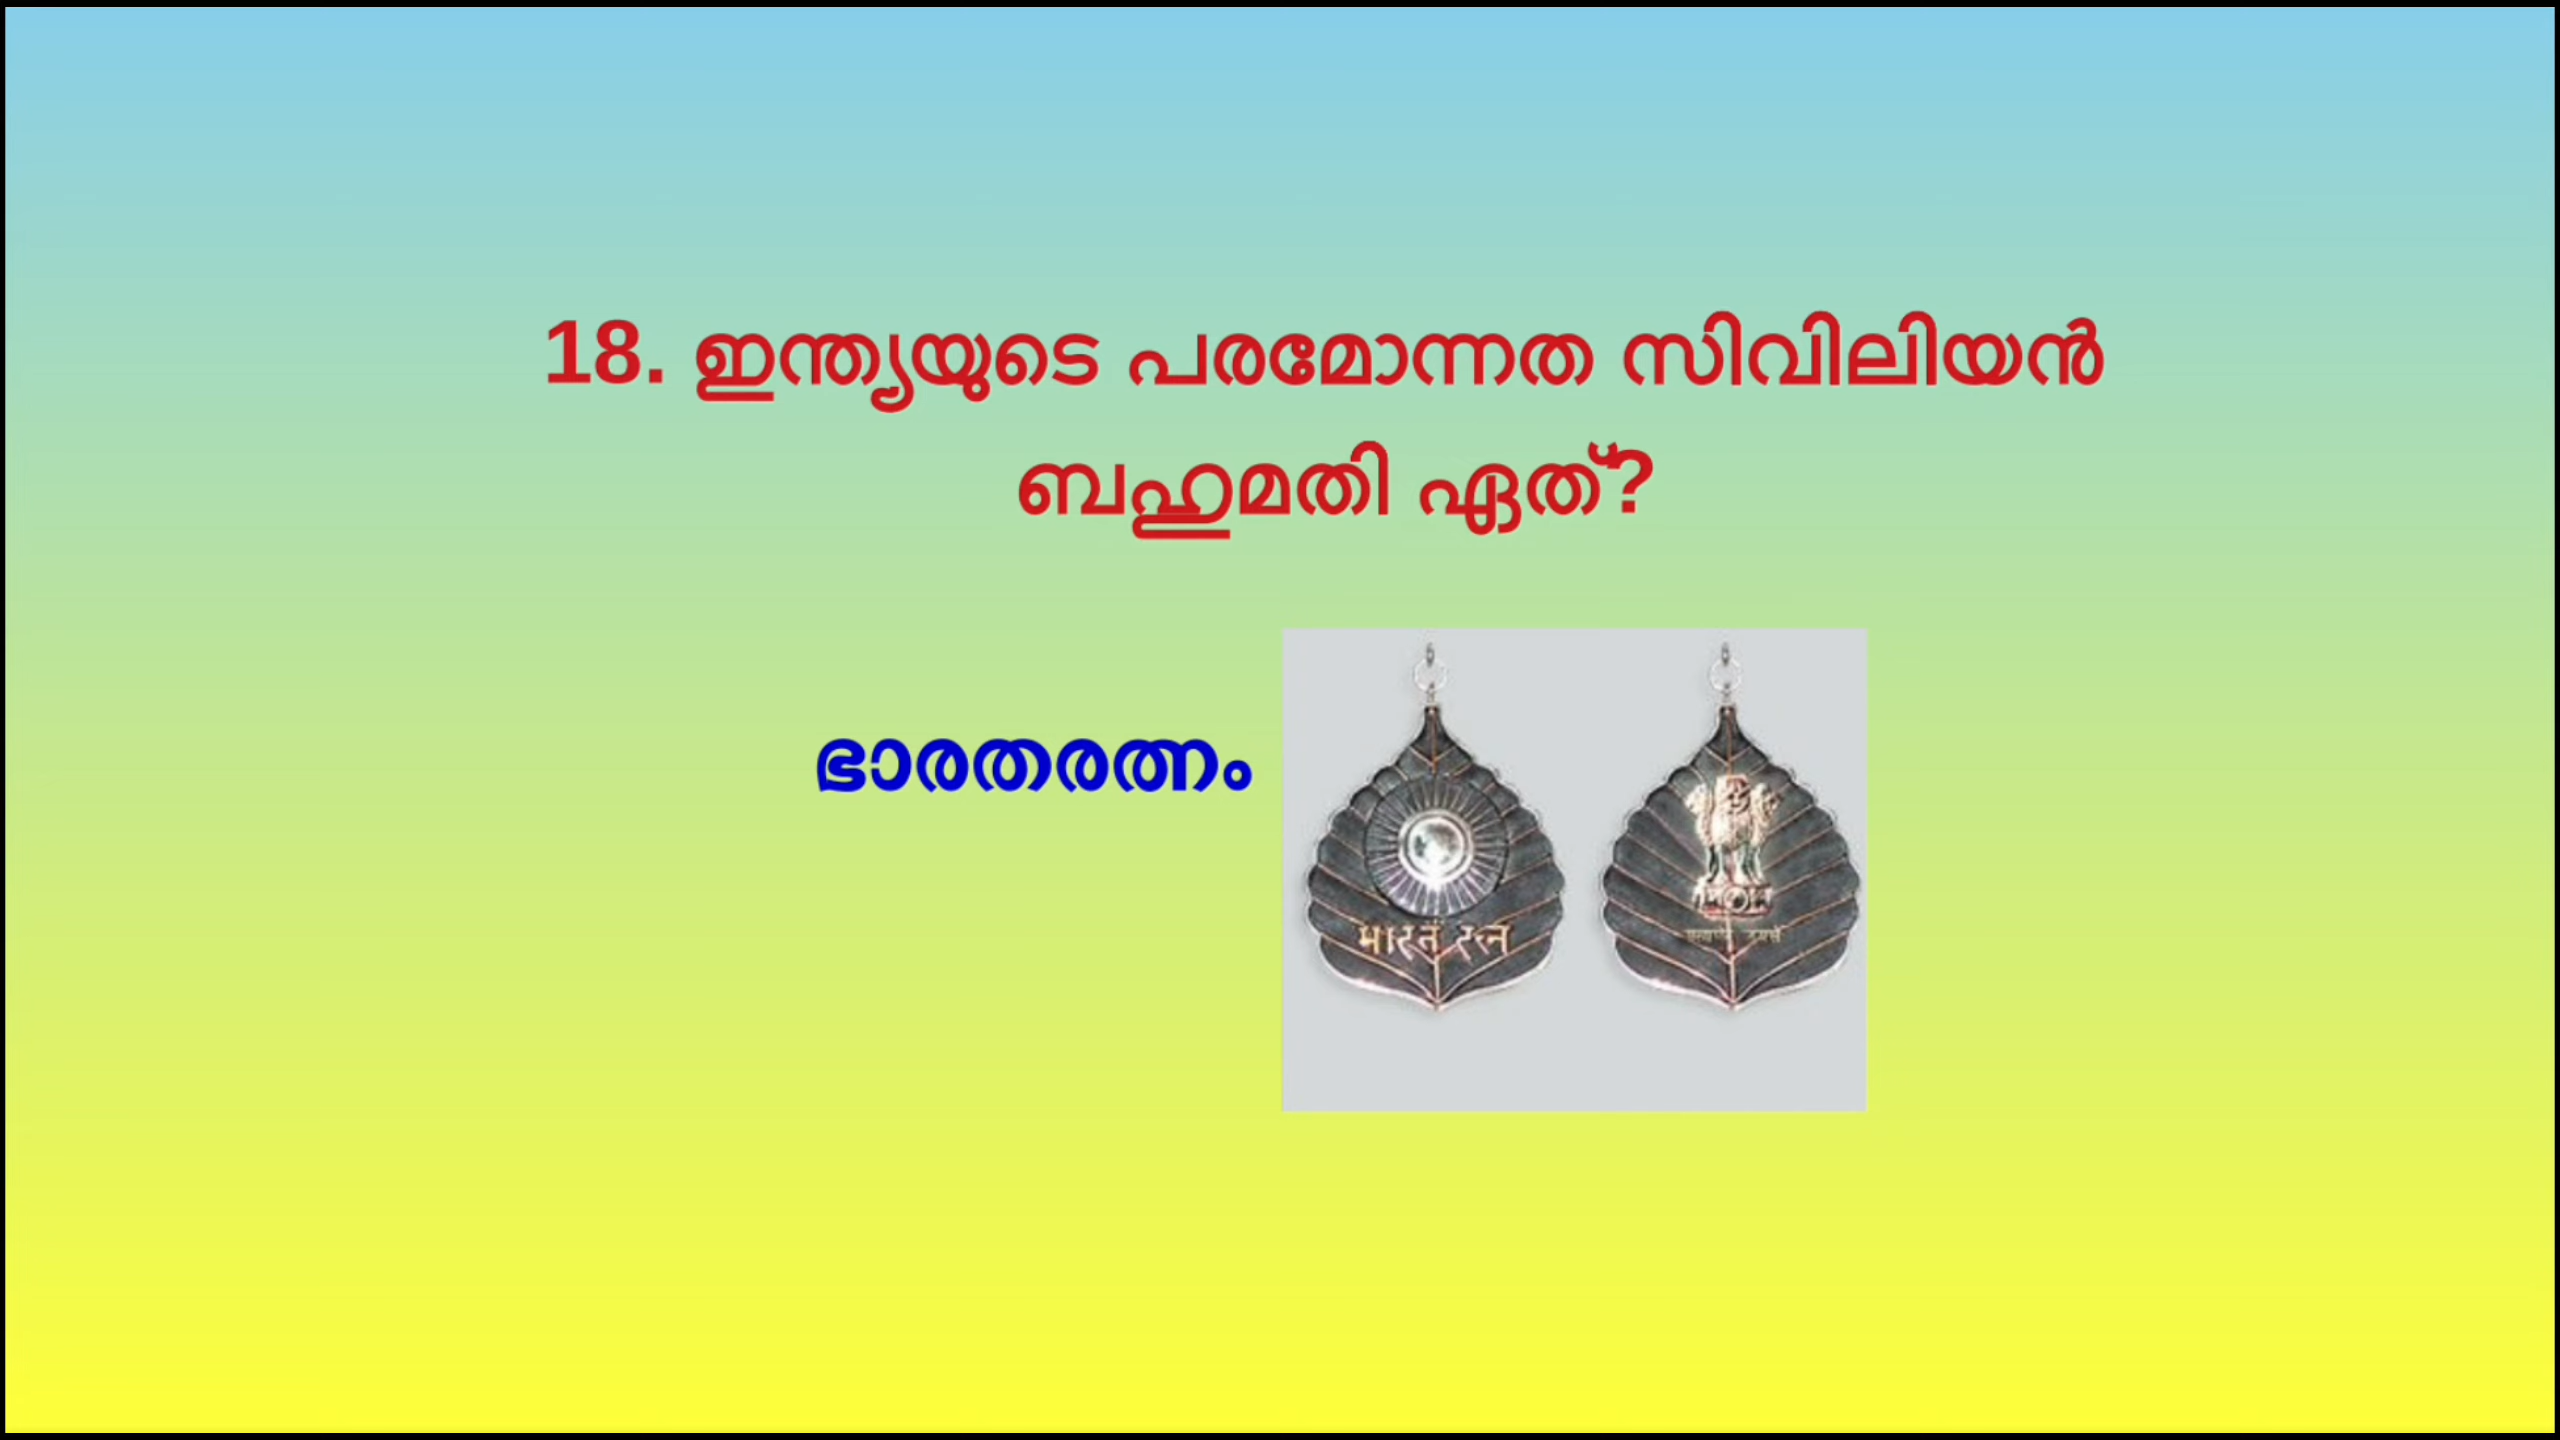 18. ഇന്ത്യയുടെ പരമോന്നത സിവിലിയൻ
ബഹുമതി ഏത്?
ഭാരതരത്നം
भारत रत्न